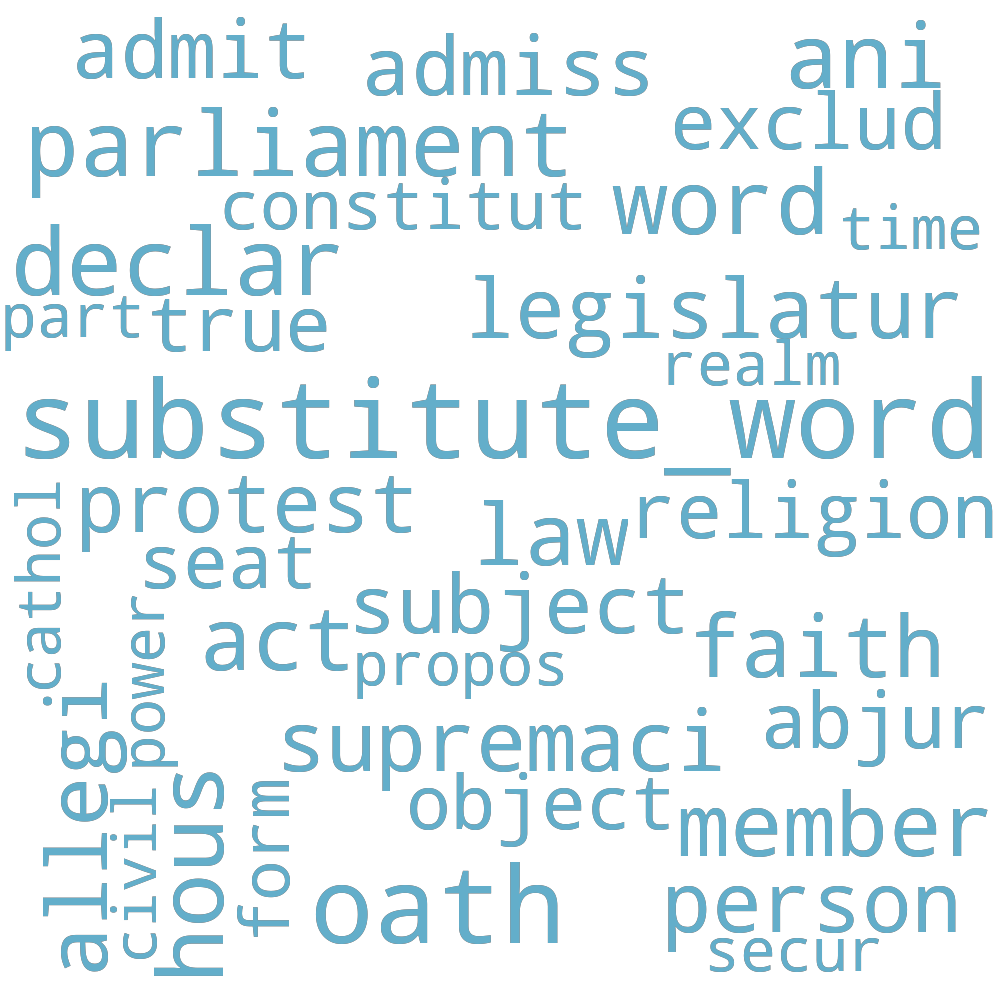 admit
admiss
ani
parliament
exclud
constitut
word
time
declar
part
true
legislatur
realm
substitute_word
protest
law
religion
seat
cathol
subject
act
propos
faith
power
allegi
supremaci
abjur
civil
hous
form
object
member
oath
person
secur